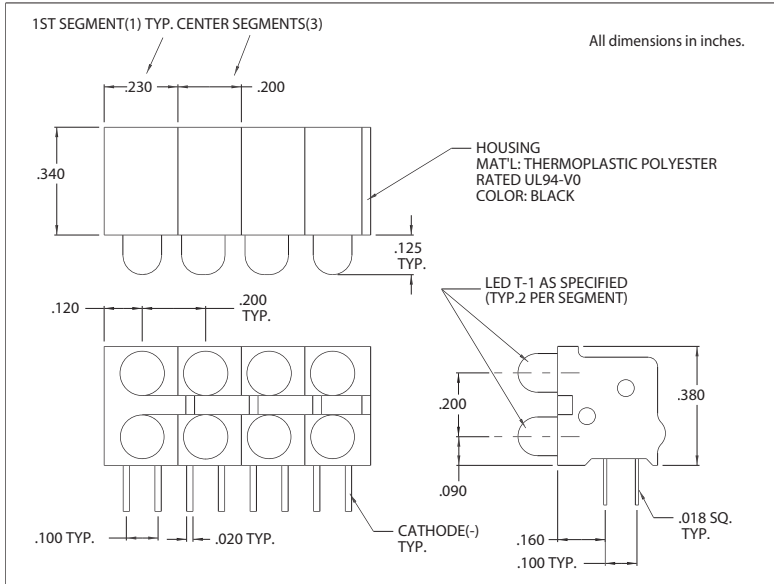 1ST SEGMENT(1) TYP. CENTER SEGMENTS(3)
All dimensions in inches.
.230
.200
.340
HOUSING
MAT'L: THERMOPLASTIC POLYESTER
RATED UL94-V0
COLOR: BLACK
.125
TYP.
.120
.200
TYP.
LED T-1 AS SPECIFIED
(TYP.2 PER SEGMENT)
.200
.380
.090
.100 TYP.
.020 TYP.
CATHODE(-)
TYP.
.160
.018 SQ.
TYP.
.100 TYP.